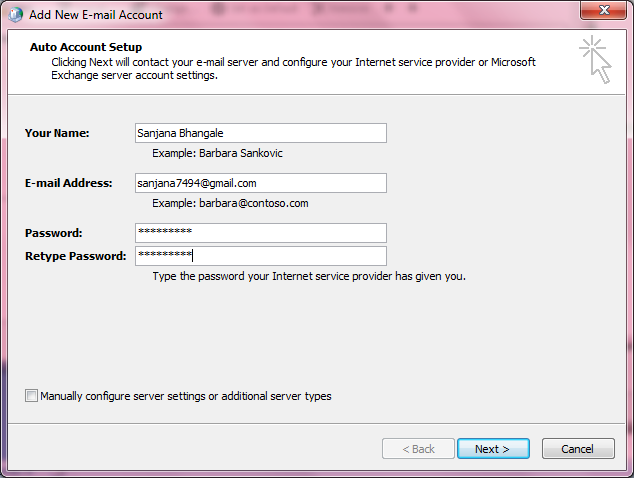 Add New E-mail Account
Auto Account Setup
Clicking Next will contact your e-mail server and configure your Internet service provider or Microsoft
Exchange server account settings.
Your Name: Sanjana Bhangale
Example: Barbara Sankovic
E-mail Address: sanjana7494@gmail.com
Example: barbara@contoso.com
Password: *********
Retype Password: *********
Type the password your Internet service provider has given you.
Manually configure server settings or additional server types
< Back Next > Cancel